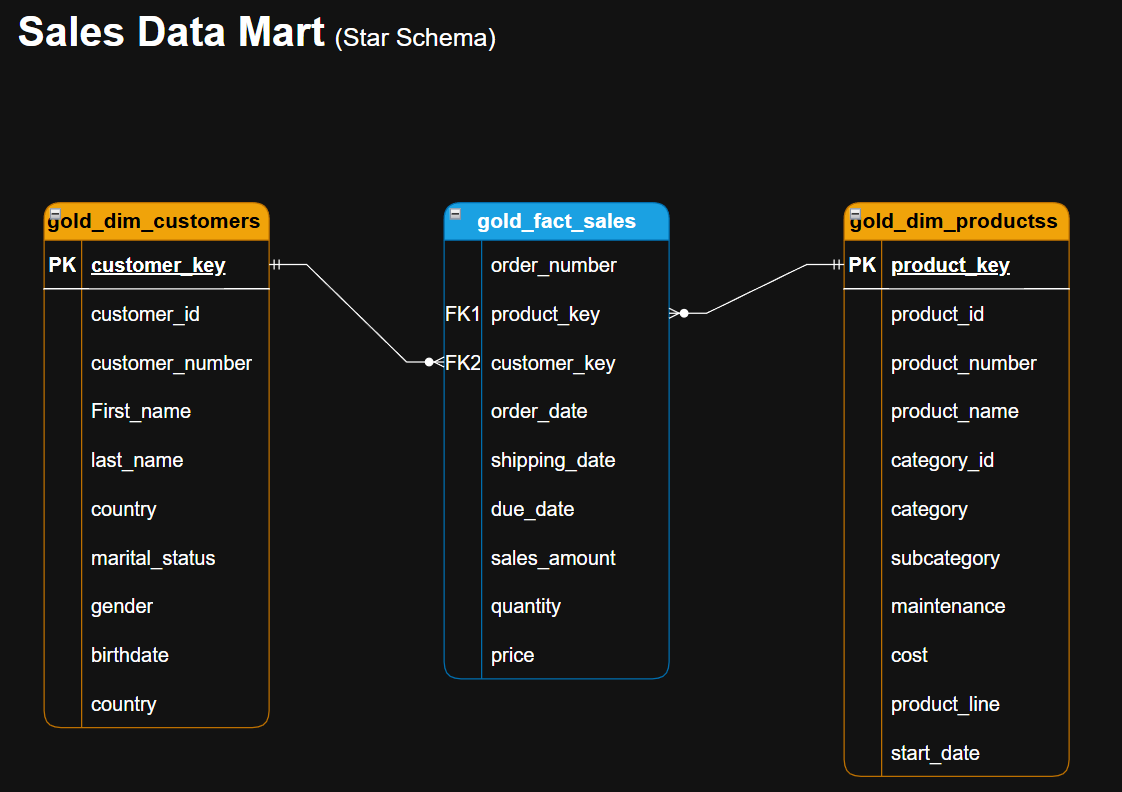 Sales Data Mart (Star Schema)
gold_dim_customers
PK customer_key
customer_id
customer_number
First_name
last_name
country
marital_status
gender
birthdate
country
gold_fact_sales
order_number
FK1 product_key
FK2 customer_key
order_date
shipping_date
due_date
sales_amount
quantity
price
gold_dim_productss
PK product_key
product_id
product_number
product_name
category_id
category
subcategory
maintenance
cost
product_line
start_date